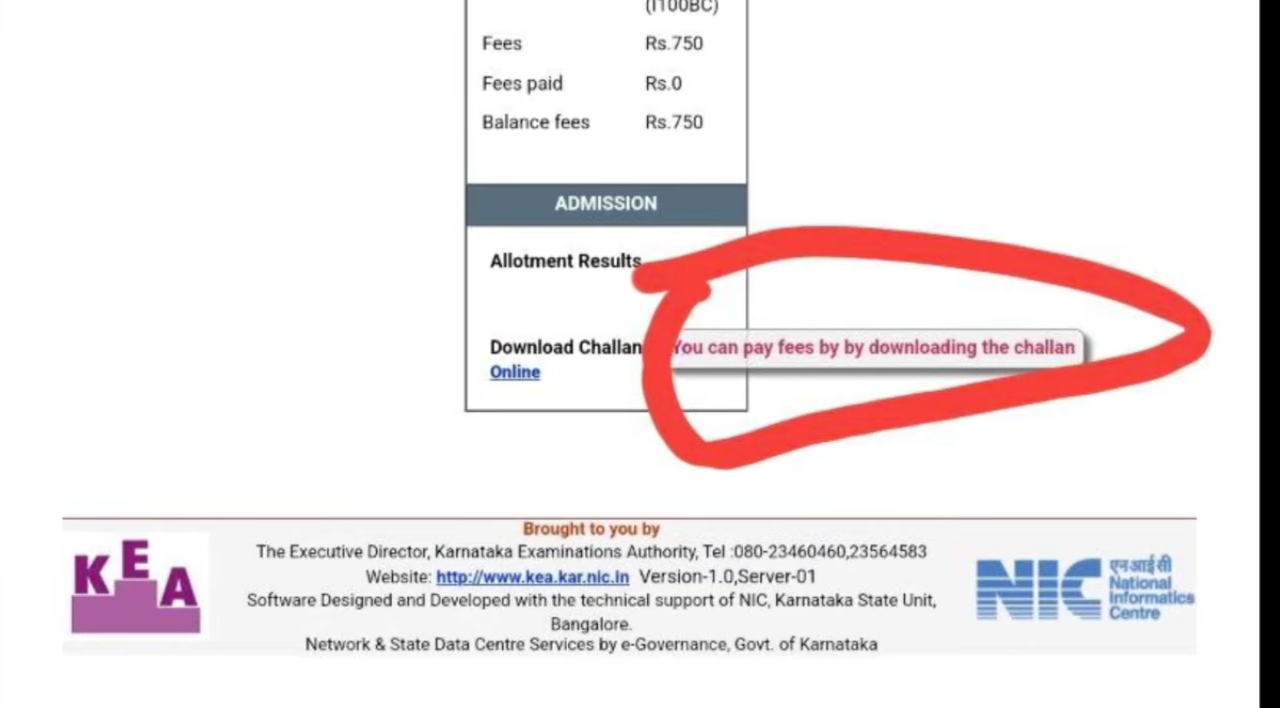 (I100BC)
Fees Rs.750
Fees paid Rs.0
Balance fees Rs.750
ADMISSION
Allotment Results
Download Challan You can pay fees by by downloading the challan
Online
Brought to you by
The Executive Director, Karnataka Examinations Authority, Tel :080-23460460,23564583
Website: http://www.kea.kar.nic.in Version-1.0,Server-01
Software Designed and Developed with the technical support of NIC, Karnataka State Unit,
Bangalore.
Network & State Data Centre Services by e-Governance, Govt. of Karnataka
KEA
NIC
एनआईसी
National
Informatics
Centre